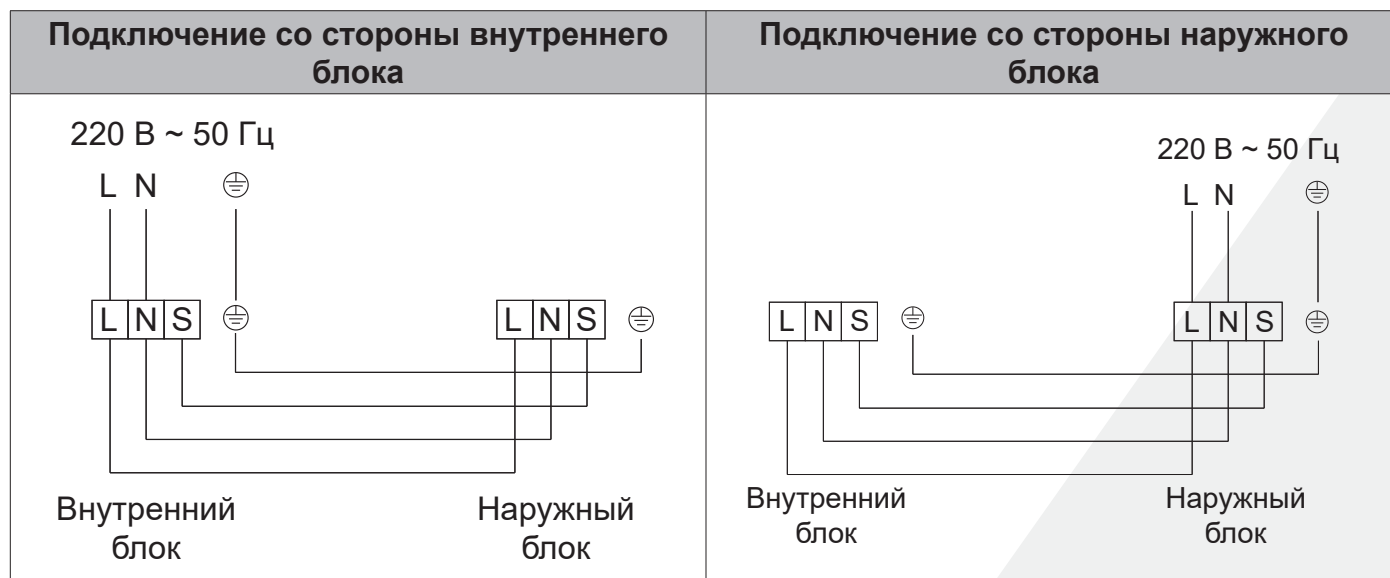 Подключение со стороны внутреннего
блока
Подключение со стороны наружного
блока
220 В ~ 50 Гц
L N
L N S
L N S
Внутренний
блок
Наружный
блок
220 В ~ 50 Гц
L N
L N S
L N S
Внутренний
блок
Наружный
блок